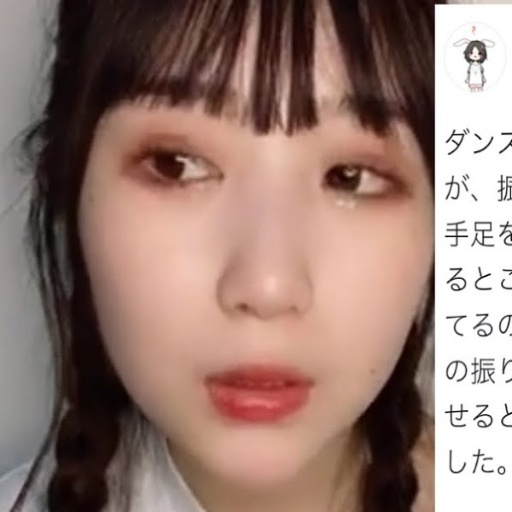 ダンス
が、振
手足を
るとこ
てるの
の振り
せると
した。